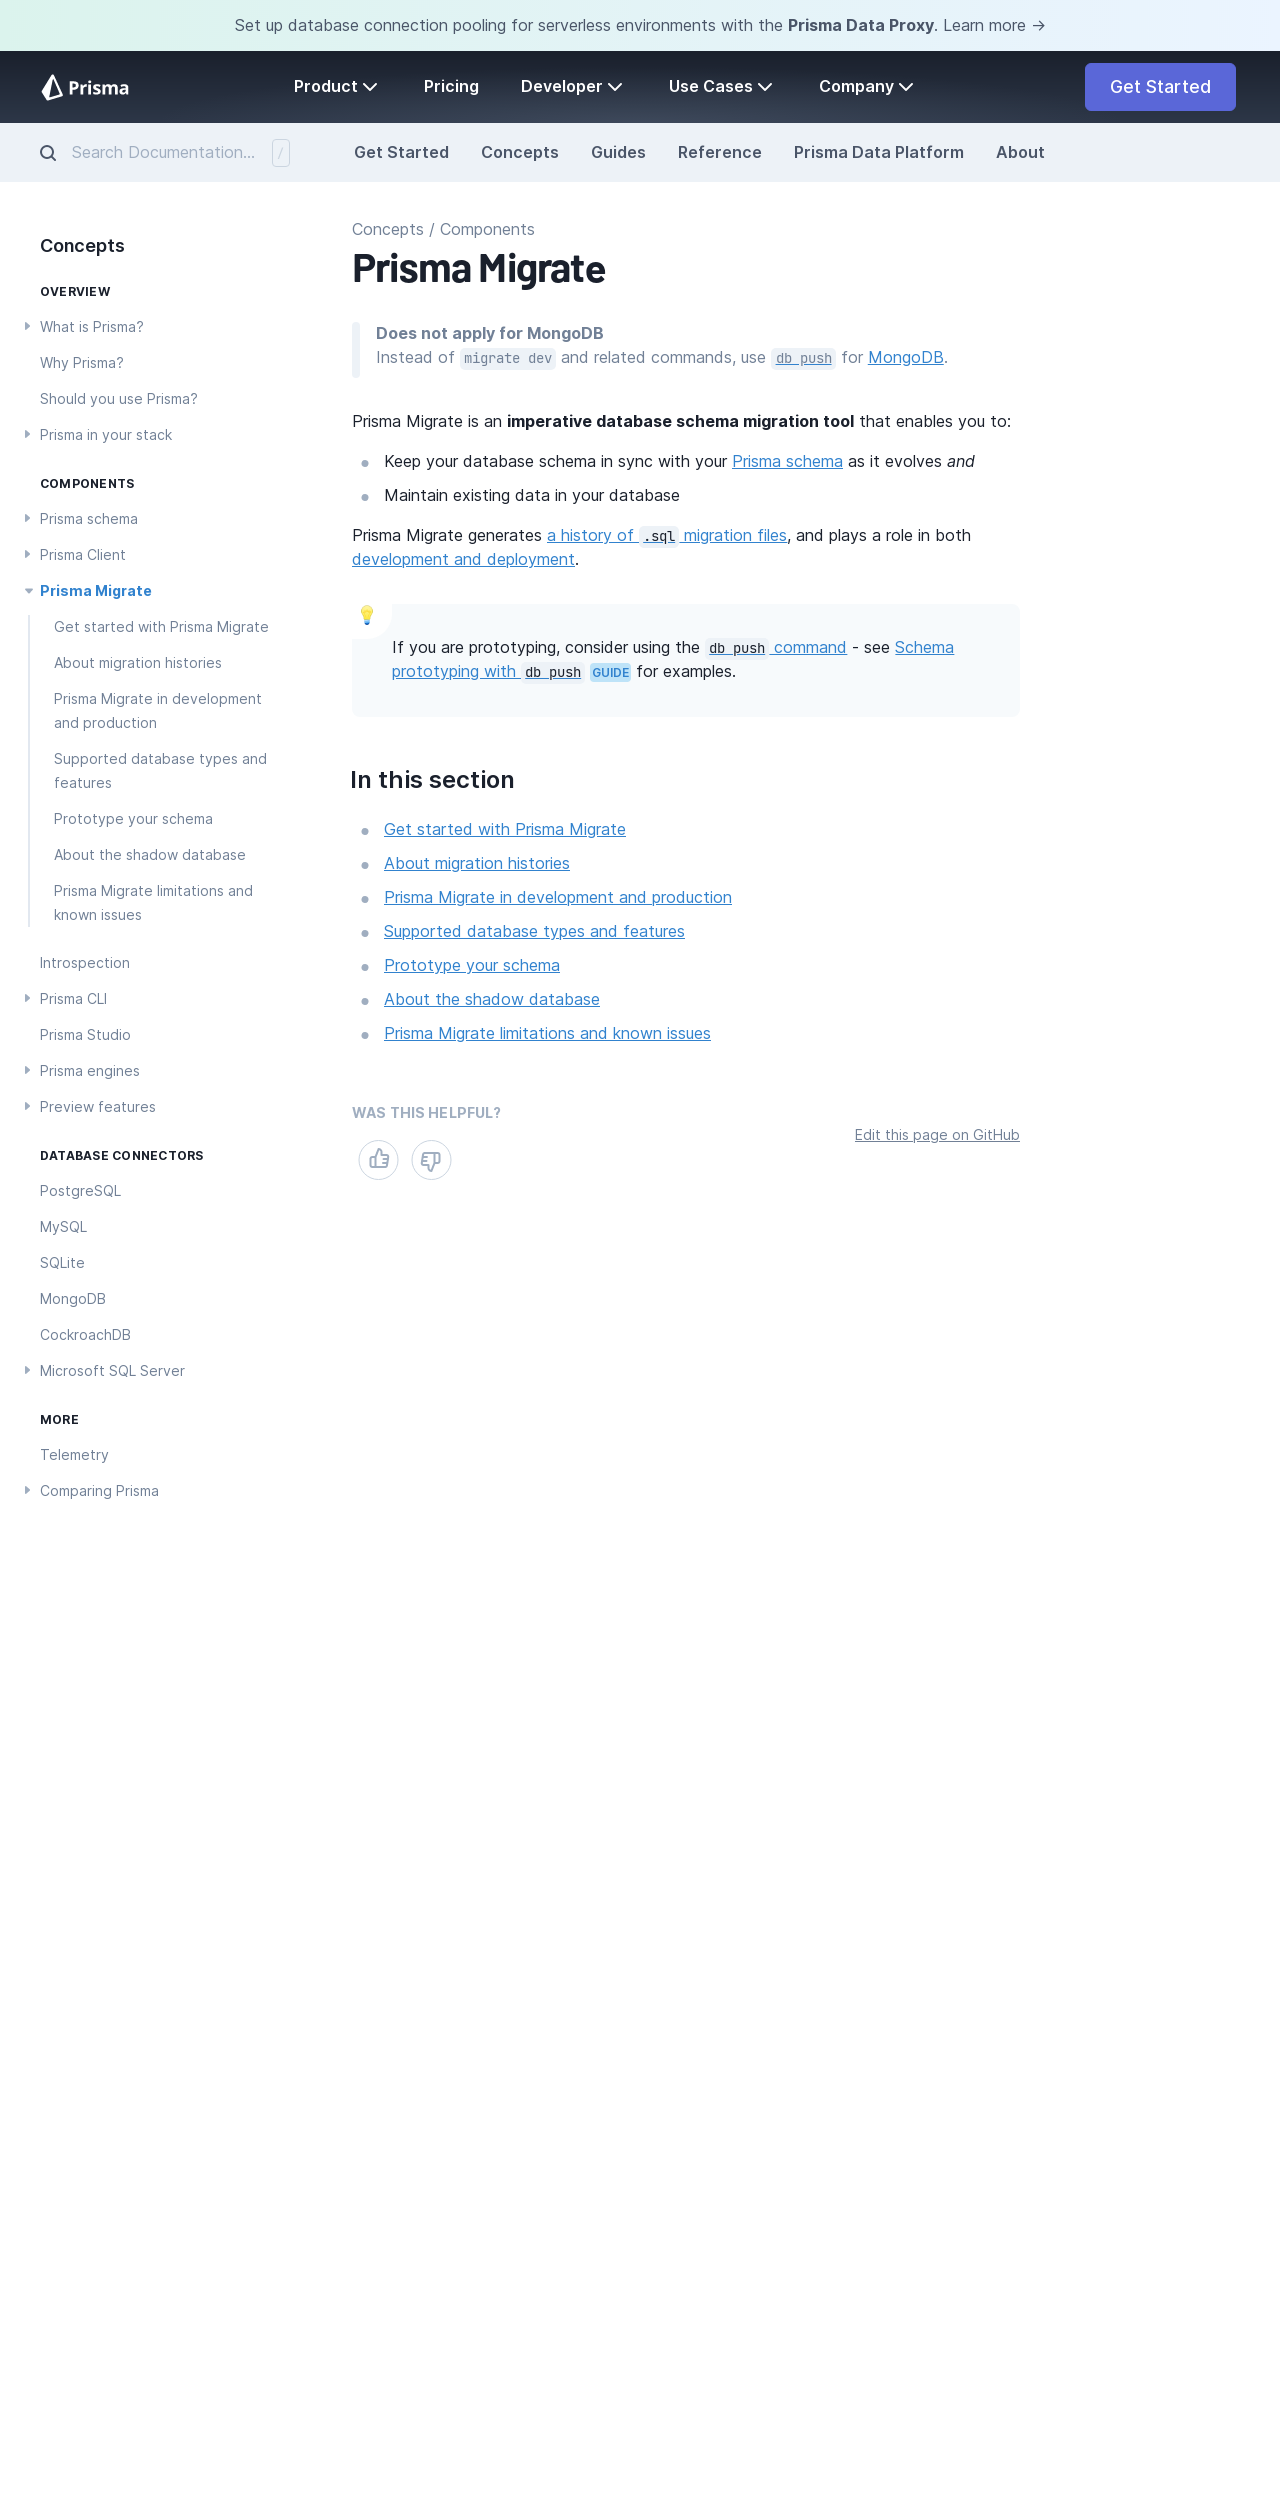 Set up database connection pooling for serverless environments with the Prisma Data Proxy. Learn more →
Prisma
Product
Pricing
Developer
Use Cases
Company
Get Started
Search Documentation...
/
Get Started
Concepts
Guides
Reference
Prisma Data Platform
About
Concepts
OVERVIEW
What is Prisma?
Why Prisma?
Should you use Prisma?
Prisma in your stack
COMPONENTS
Prisma schema
Prisma Client
Prisma Migrate
Get started with Prisma Migrate
About migration histories
Prisma Migrate in development
and production
Supported database types and
features
Prototype your schema
About the shadow database
Prisma Migrate limitations and
known issues
Introspection
Prisma CLI
Prisma Studio
Prisma engines
Preview features
DATABASE CONNECTORS
PostgreSQL
MySQL
SQLite
MongoDB
CockroachDB
Microsoft SQL Server
MORE
Telemetry
Comparing Prisma
Concepts / Components
Prisma Migrate
Does not apply for MongoDB
Instead of migrate dev and related commands, use db push for MongoDB.
Prisma Migrate is an imperative database schema migration tool that enables you to:
Keep your database schema in sync with your Prisma schema as it evolves and
Maintain existing data in your database
Prisma Migrate generates a history of .sql migration files, and plays a role in both
development and deployment.
If you are prototyping, consider using the db push command - see Schema
prototyping with db push GUIDE for examples.
In this section
Get started with Prisma Migrate
About migration histories
Prisma Migrate in development and production
Supported database types and features
Prototype your schema
About the shadow database
Prisma Migrate limitations and known issues
WAS THIS HELPFUL?
Edit this page on GitHub